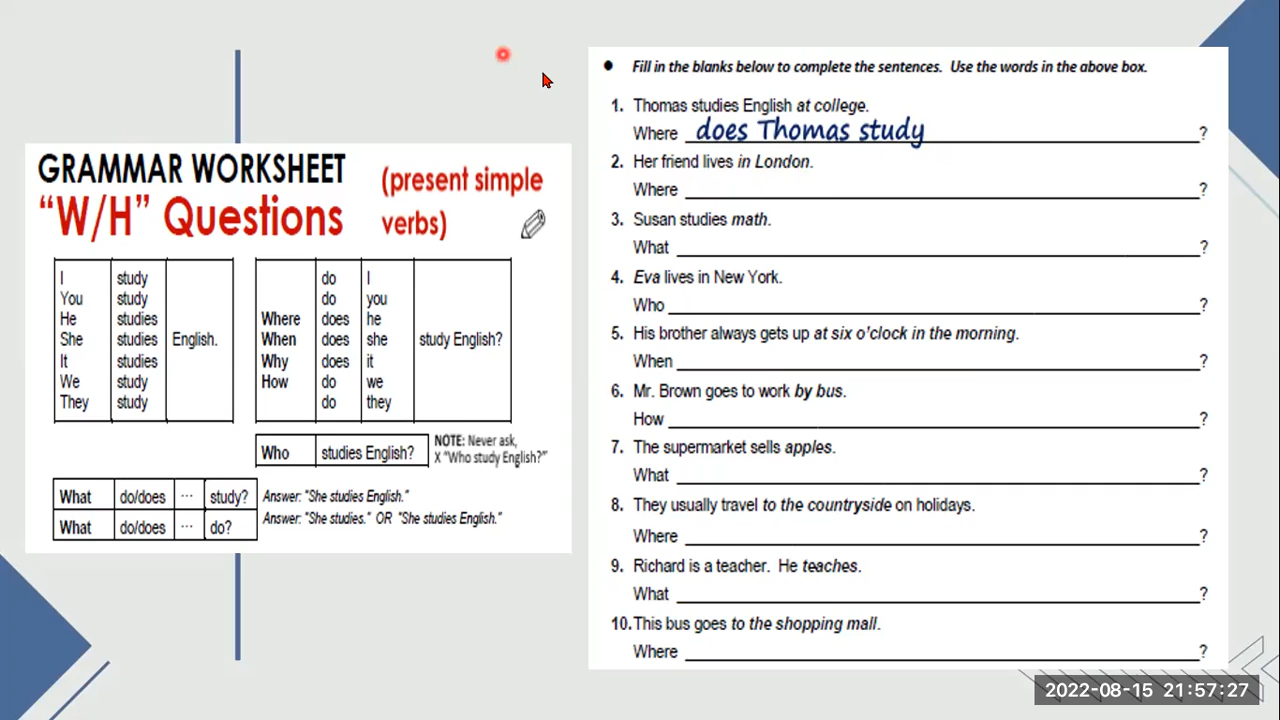 GRAMMAR WORKSHEET
"W/H" Questions
(present simple
verbs)
I study
You study
He studies
She studies English.
It studies
We study
They study
do I
do you
Where does he
When does she study English?
Why does it
How do we
do they
Who studies English?
NOTE: Never ask,
X "Who study English?"
What do/does ... study? Answer: "She studies English."
What do/does ... do? Answer: "She studies." OR "She studies English."
● Fill in the blanks below to complete the sentences. Use the words in the above box.
1. Thomas studies English at college.
Where does Thomas study ?
2. Her friend lives in London.
Where ?
3. Susan studies math.
What ?
4. Eva lives in New York.
Who ?
5. His brother always gets up at six o'clock in the morning.
When ?
6. Mr. Brown goes to work by bus.
How ?
7. The supermarket sells apples.
What ?
8. They usually travel to the countryside on holidays.
Where ?
9. Richard is a teacher. He teaches.
What ?
10. This bus goes to the shopping mall.
Where ?
2022-08-15 21:57:27